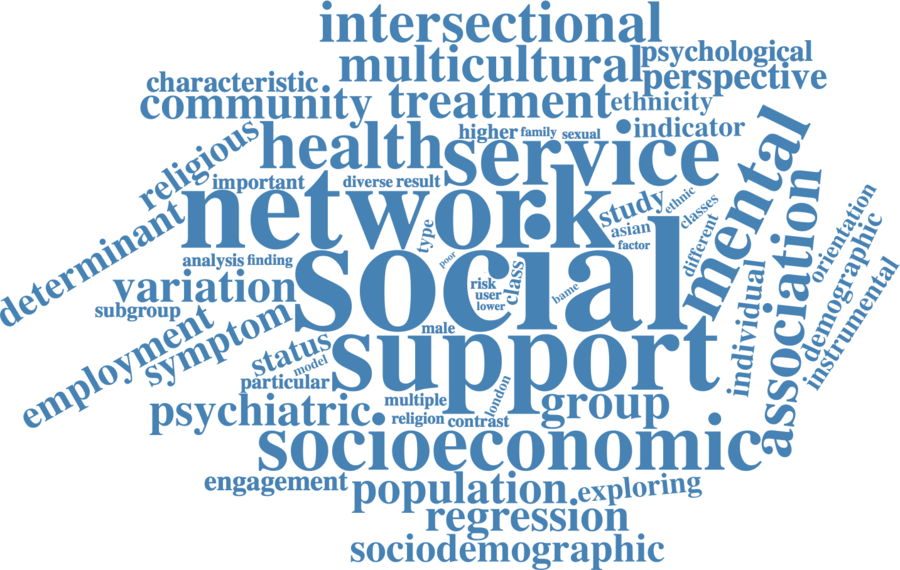 intersectional
multicultural
psychological
characteristic
perspective
community
treatment
ethnicity
religious
health
higher
family
sexual
indicator
service
mental
important
diverse
result
network
study
ethnic
classes
asian
factor
type
different
determinant
analysis
finding
poor
social
association
orientation
demographic
instrumental
individual
variation
subgroup
risk
user
lower
class
bame
employment
symptom
male
status
model
particular
support
psychiatric
multiple
london
religion
contrast
group
socioeconomic
engagement
population
exploring
regression
sociodemographic